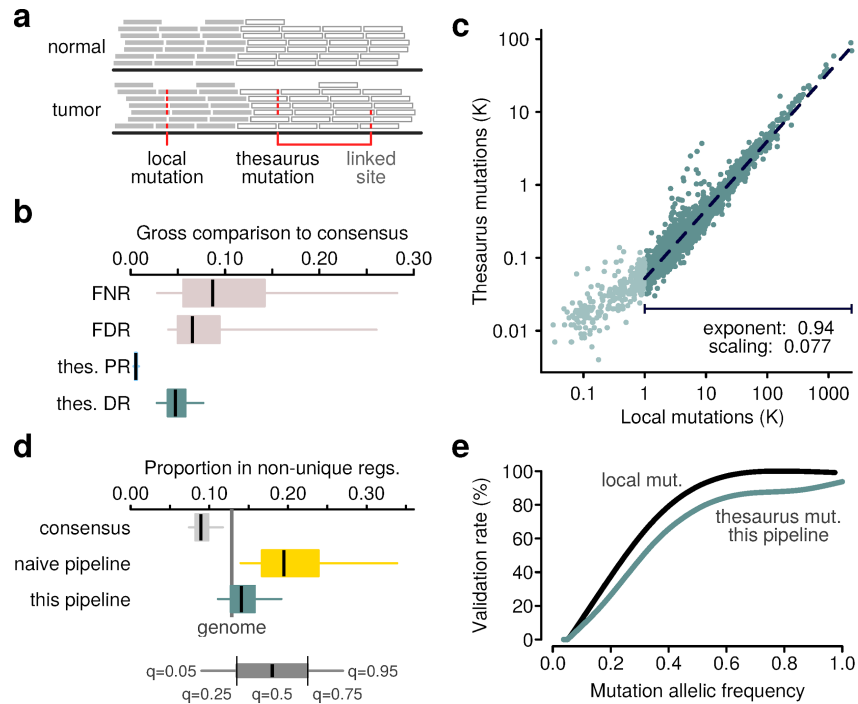 a
normal
tumor
local
mutation
thesaurus
mutation
linked
site
b
Gross comparison to consensus
0.00 0.10 0.20 0.30
FNR
FDR
thes. PR
thes. DR
c
Thesaurus mutations (K)
100
10
1
0.1
0.01
exponent: 0.94
scaling: 0.077
0.1 1 10 100 1000
Local mutations (K)
d
Proportion in non-unique regs.
0.00 0.10 0.20 0.30
consensus
naive pipeline
this pipeline
genome
q=0.05 q=0.95
q=0.25 q=0.5 q=0.75
e
Validation rate (%)
100
80
60
40
20
0
local mut.
thesaurus mut.
this pipeline
0.0 0.2 0.4 0.6 0.8 1.0
Mutation allelic frequency